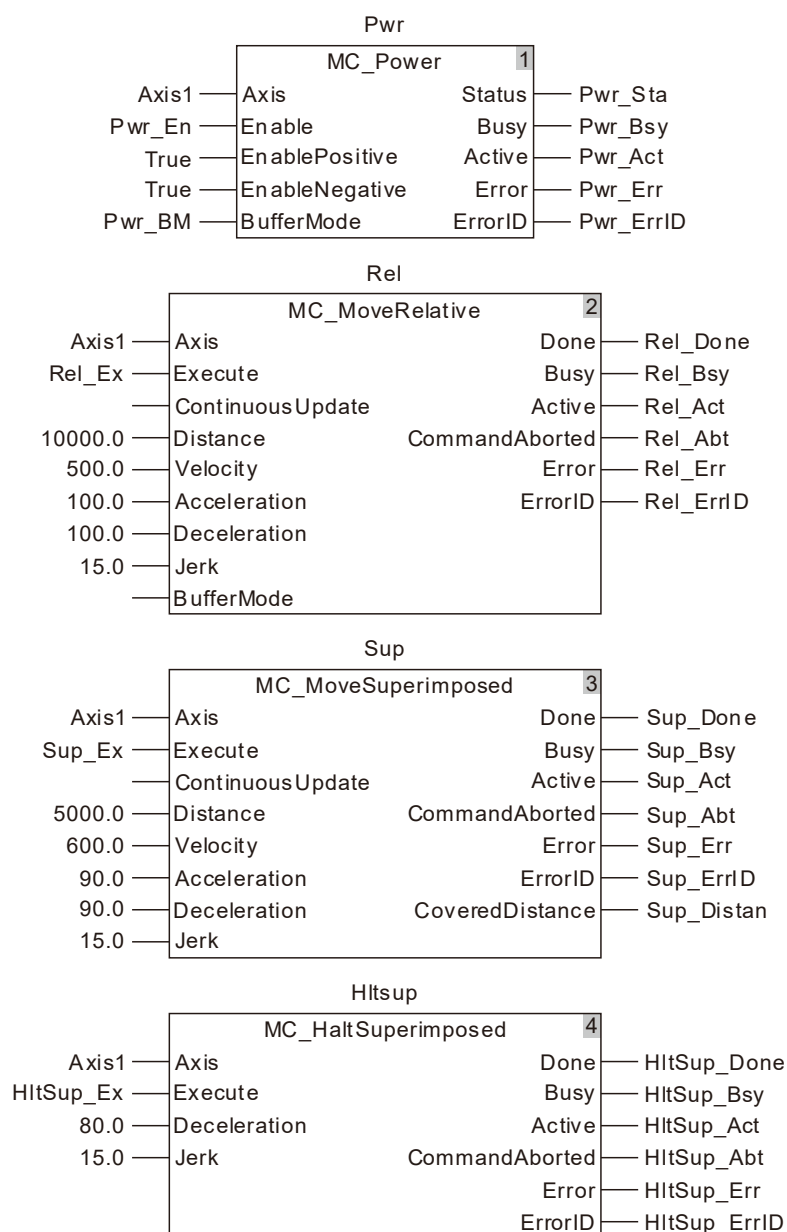 Pwr
MC_Power 1
Axis1 Axis Status Pwr_Sta
Pwr_En Enable Busy Pwr_Bsy
True EnablePositive Active Pwr_Act
True EnableNegative Error Pwr_Err
Pwr_BM BufferMode ErrorID Pwr_ErrID
Rel
MC_MoveRelative 2
Axis1 Axis Done Rel_Done
Rel_Ex Execute Busy Rel_Bsy
ContinuousUpdate Active Rel_Act
10000.0 Distance CommandAborted Rel_Abt
500.0 Velocity Error Rel_Err
100.0 Acceleration ErrorID Rel_ErrID
100.0 Deceleration
15.0 Jerk
BufferMode
Sup
MC_MoveSuperimposed 3
Axis1 Axis Done Sup_Done
Sup_Ex Execute Busy Sup_Bsy
ContinuousUpdate Active Sup_Act
5000.0 Distance CommandAborted Sup_Abt
600.0 Velocity Error Sup_Err
90.0 Acceleration ErrorID Sup_ErrID
90.0 Deceleration CoveredDistance Sup_Distan
15.0 Jerk
Hltsup
MC_HaltSuperimposed 4
Axis1 Axis Done HltSup_Done
HltSup_Ex Execute Busy HltSup_Bsy
80.0 Deceleration Active HltSup_Act
15.0 Jerk CommandAborted HltSup_Abt
Error HltSup_Err
ErrorID HltSup_ErrID